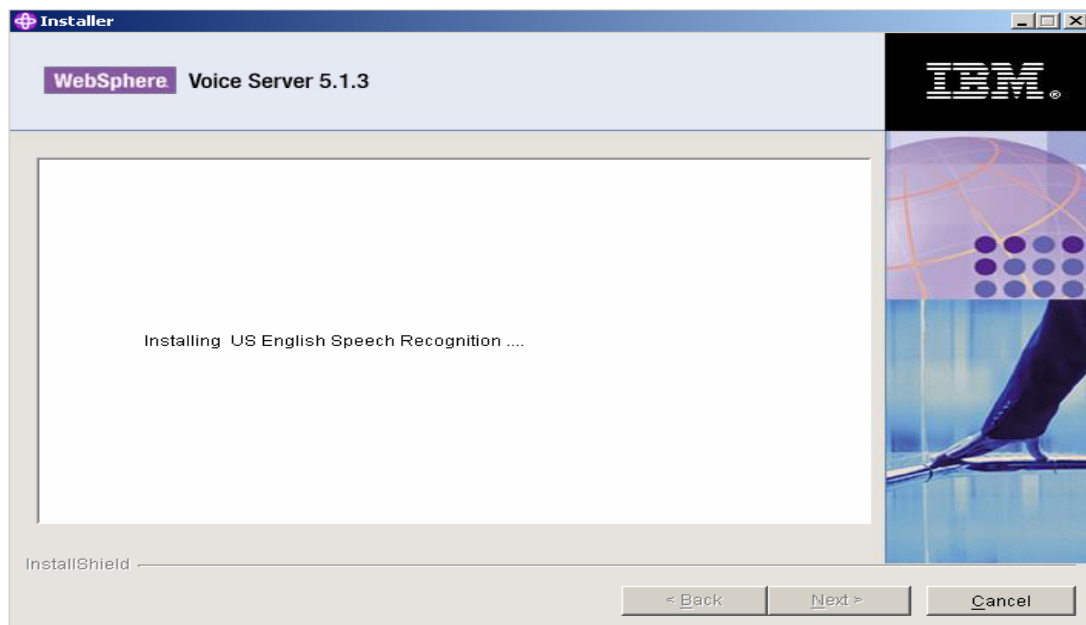 Installer
WebSphere Voice Server 5.1.3
IBM®
Installing US English Speech Recognition ....
InstallShield
< Back
Next >
Cancel